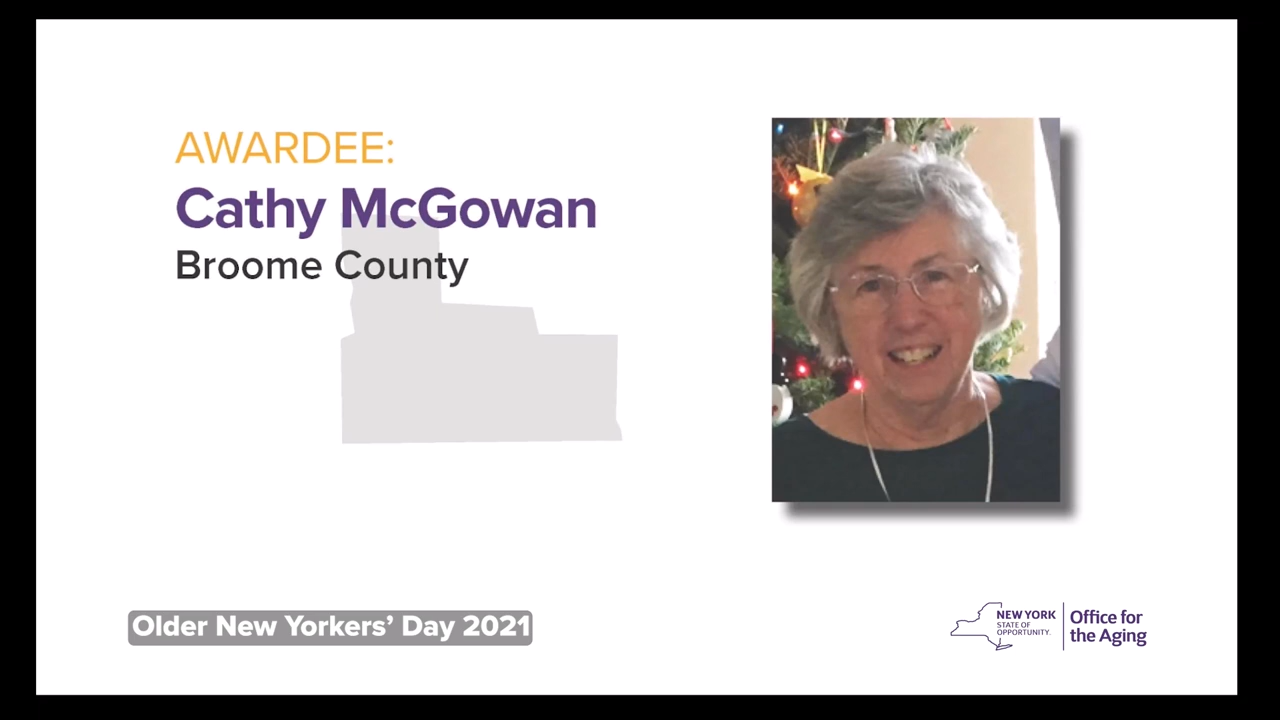 AWARDEE:
Cathy McGowan
Broome County
Older New Yorkers’ Day 2021
NEW YORK
STATE OF
OPPORTUNITY.
Office for
the Aging